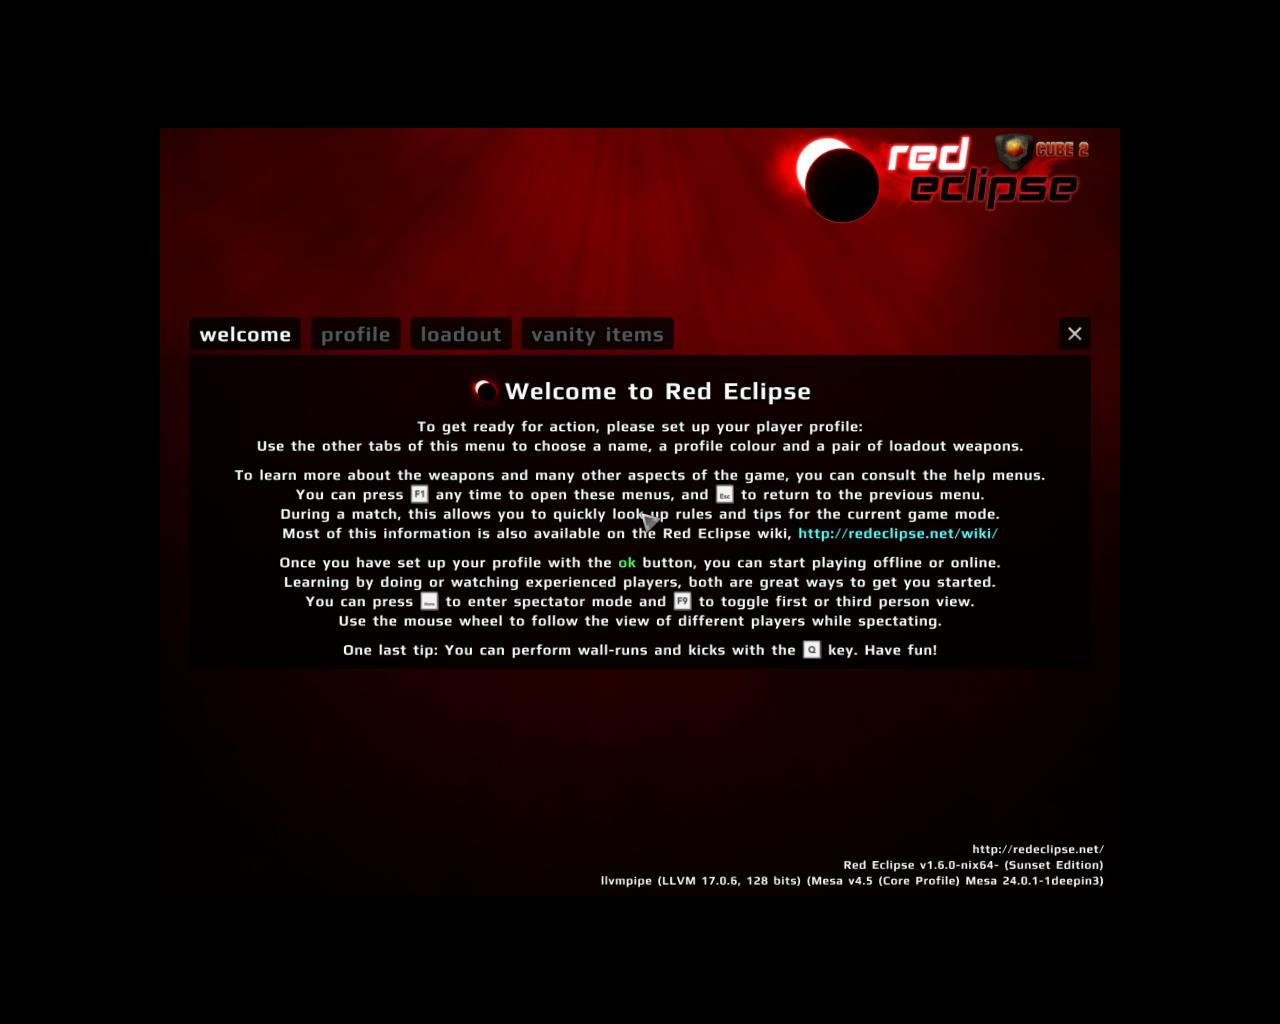 red
eclipse
CUBE 2
welcome profile loadout vanity items
Welcome to Red Eclipse
To get ready for action, please set up your player profile:
Use the other tabs of this menu to choose a name, a profile colour and a pair of loadout weapons.
To learn more about the weapons and many other aspects of the game, you can consult the help menus.
You can press F1 any time to open these menus, and Esc to return to the previous menu.
During a match, this allows you to quickly look up rules and tips for the current game mode.
Most of this information is also available on the Red Eclipse wiki, http://redeclipse.net/wiki/
Once you have set up your profile with the ok button, you can start playing offline or online.
Learning by doing or watching experienced players, both are great ways to get you started.
You can press Home to enter spectator mode and F9 to toggle first or third person view.
Use the mouse wheel to follow the view of different players while spectating.
One last tip: You can perform wall-runs and kicks with the Q key. Have fun!
http://redeclipse.net/
Red Eclipse v1.6.0-nix64- (Sunset Edition)
llvmpipe (LLVM 17.0.6, 128 bits) (Mesa v4.5 (Core Profile) Mesa 24.0.1-1deepin3)